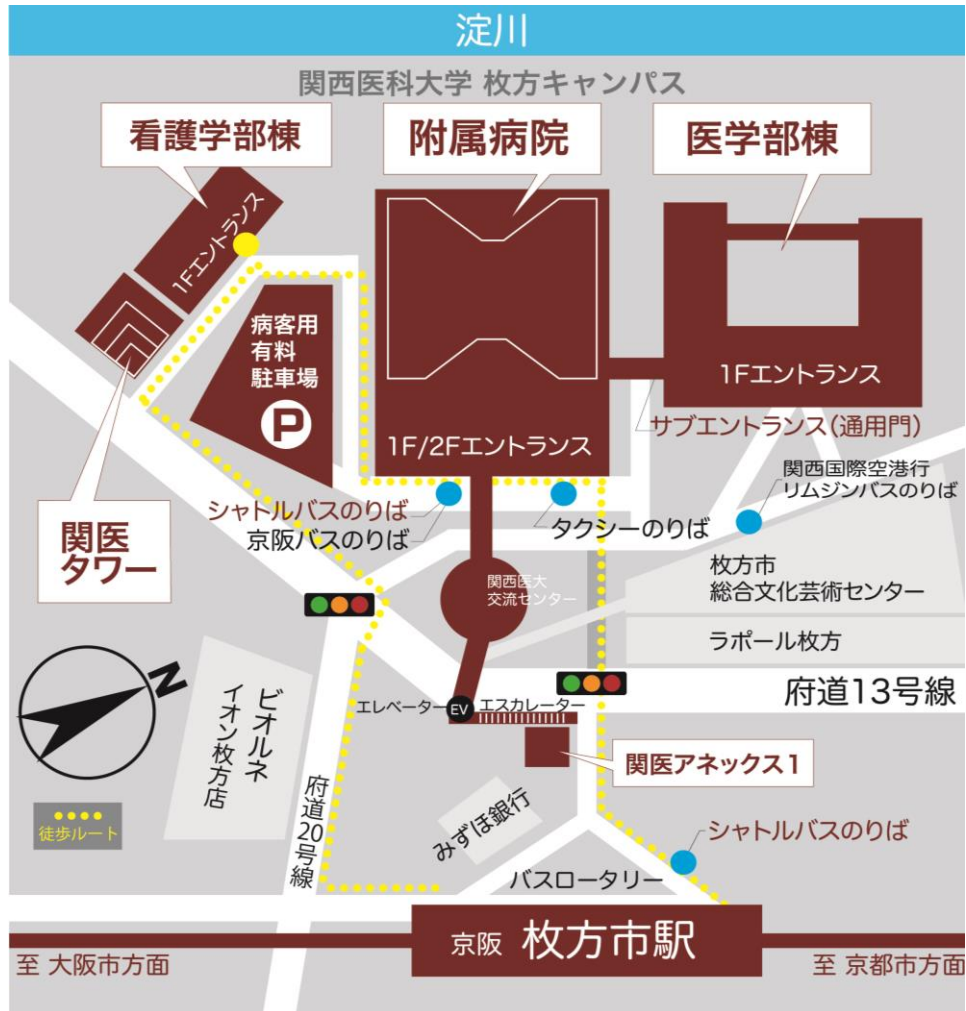 淀川
関西医科大学 枚方キャンパス
看護学部棟
附属病院
医学部棟
1Fエントランス
病客用
有料
駐車場
P
1F/2Fエントランス
1Fエントランス
サブエントランス(通用門)
関西国際空港行
リムジンバスのりば
シャトルバスのりば
京阪バスのりば
タクシーのりば
関医
タワー
枚方市
総合文化芸術センター
関西医大
交流センター
ラポール枚方
N
ビオルネ
イオン枚方店
エレベーター
EV
エスカレーター
府道13号線
関医アネックス1
徒歩ルート
府道20号線
みずほ銀行
シャトルバスのりば
バスロータリー
京阪 枚方市駅
至 大阪市方面
至 京都市方面